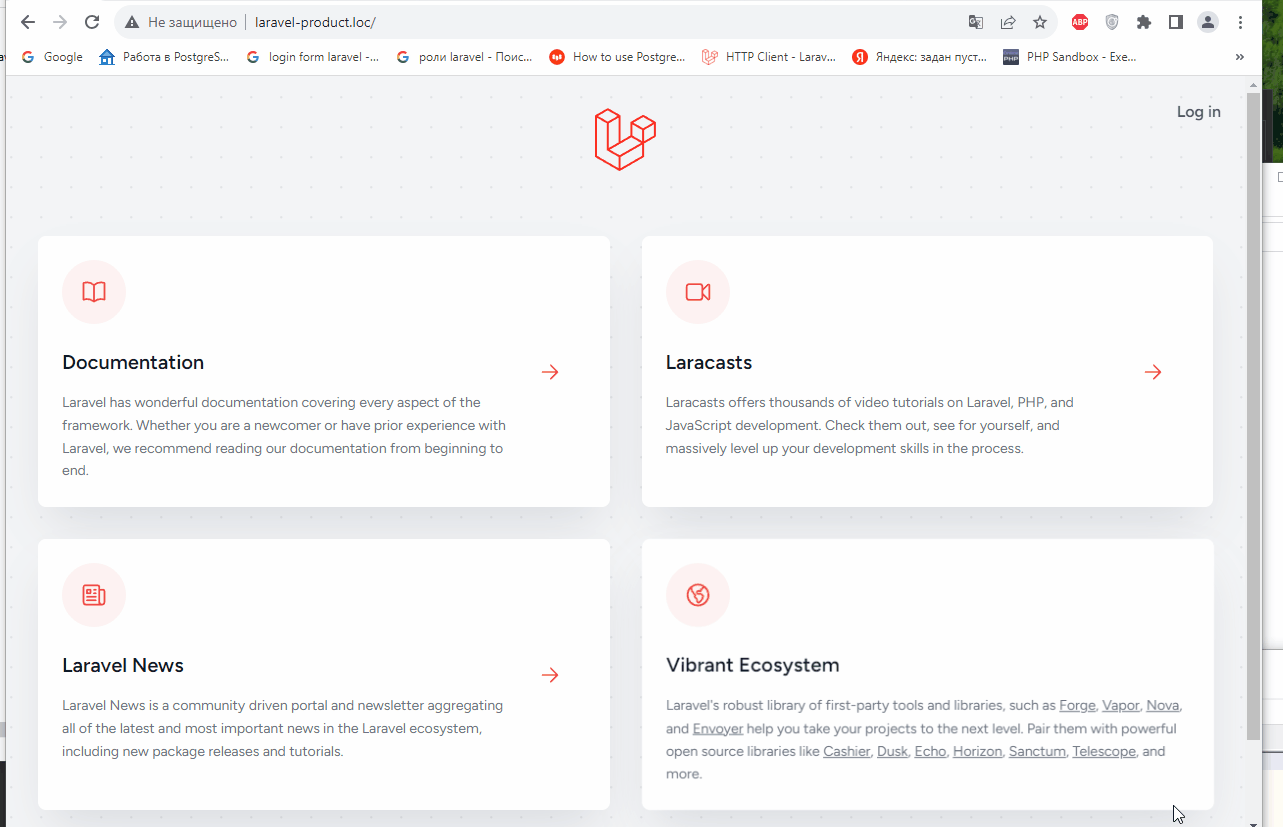 Не защищено laravel-product.loc/
ABP
Google Работа в PostgreS... login form laravel -... роли laravel - Поис... How to use Postgre... HTTP Client - Larav... Яндекс: задан пуст... PHP Sandbox - Exe... »
Log in
Documentation
Laravel has wonderful documentation covering every aspect of the
framework. Whether you are a newcomer or have prior experience with
Laravel, we recommend reading our documentation from beginning to
end.
Laracasts
Laracasts offers thousands of video tutorials on Laravel, PHP, and
JavaScript development. Check them out, see for yourself, and
massively level up your development skills in the process.
Laravel News
Laravel News is a community driven portal and newsletter aggregating
all of the latest and most important news in the Laravel ecosystem,
including new package releases and tutorials.
Vibrant Ecosystem
Laravel's robust library of first-party tools and libraries, such as Forge, Vapor, Nova,
and Envoyer help you take your projects to the next level. Pair them with powerful
open source libraries like Cashier, Dusk, Echo, Horizon, Sanctum, Telescope, and
more.